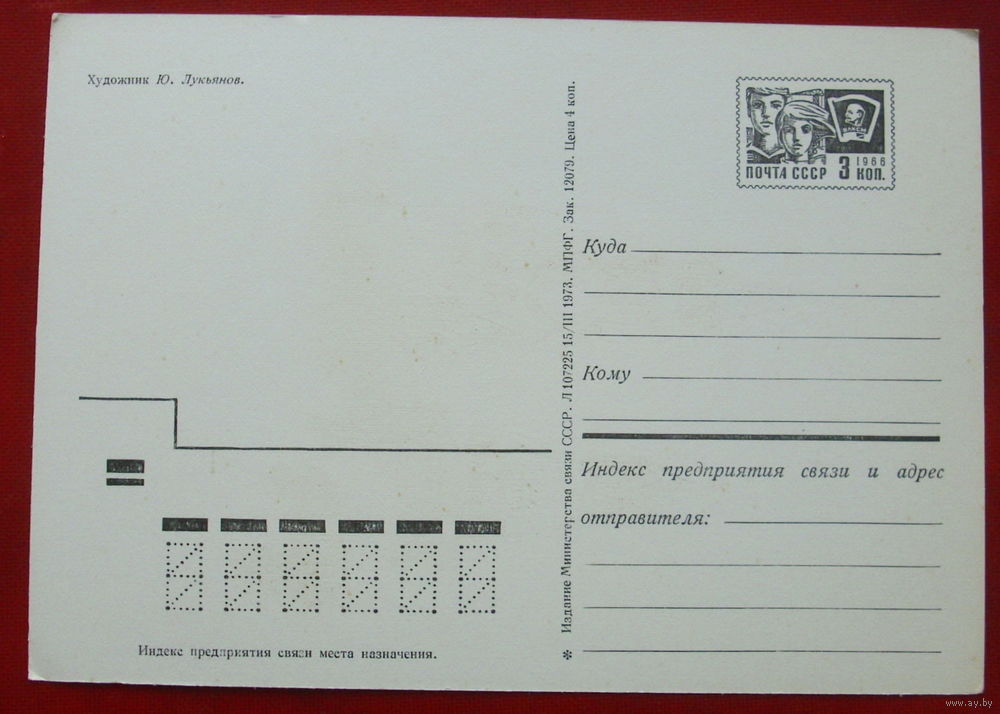 Художник Ю. Лукьянов.
ВЛКСМ
1966
ПОЧТА СССР 3 КОП.
Куда
Кому
Индекс предприятия связи и адрес
отправителя:
* Издание Министерства связи СССР. Л 107225 15/III 1973. МПФГ. Зак. 12079. Цена 4 коп.
Индекс предприятия связи места назначения.
www.ay.by